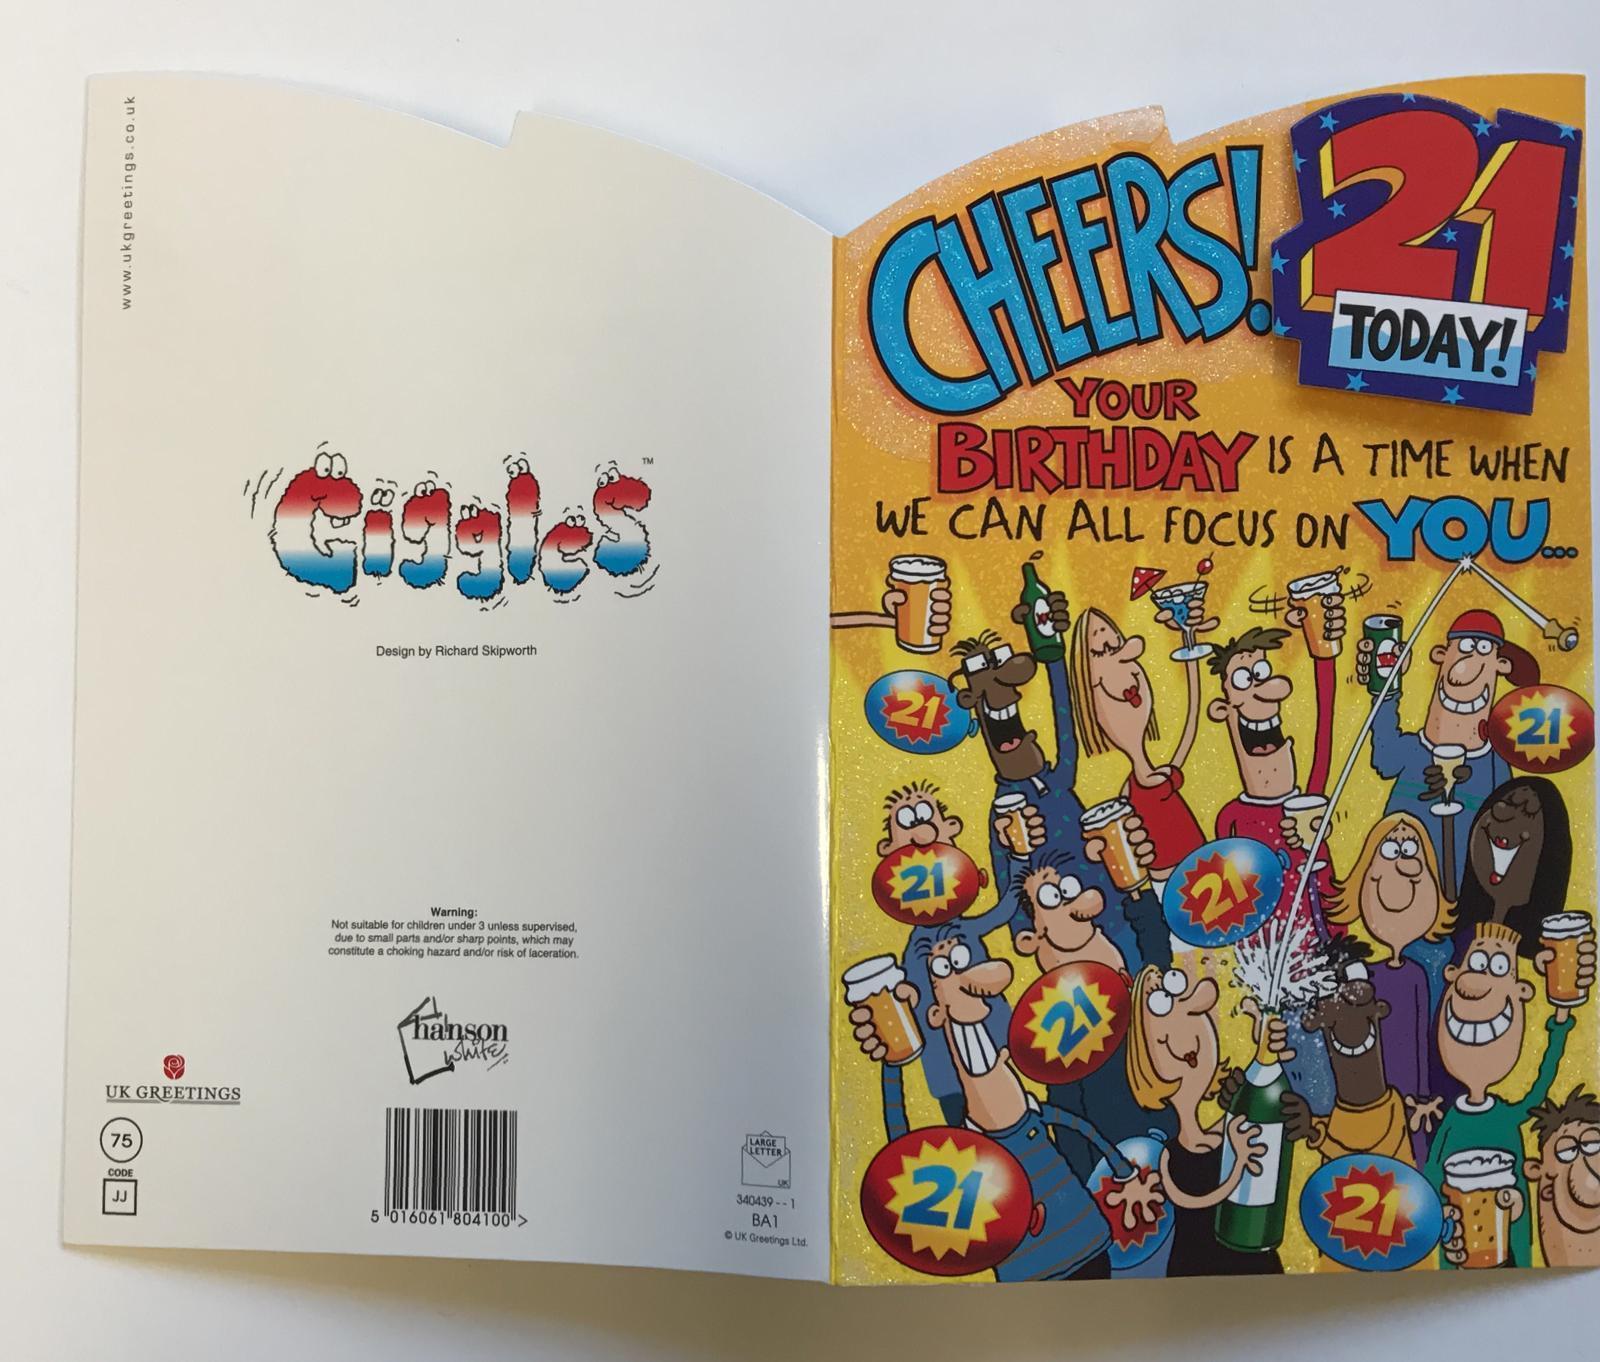 www.ukgreetings.co.uk
Giggles™
Design by Richard Skipworth
Warning:
Not suitable for children under 3 unless supervised,
due to small parts and/or sharp points, which may
constitute a choking hazard and/or risk of laceration.
hanson
white
UK GREETINGS
75
CODE
JJ
5 016061 804100 >
LARGE
LETTER
UK
340439 - - 1
BA1
© UK Greetings Ltd.
CHEERS!
21
TODAY!
YOUR
BIRTHDAY IS A TIME WHEN
WE CAN ALL FOCUS ON YOU...
21
21
21
21
21
21
21